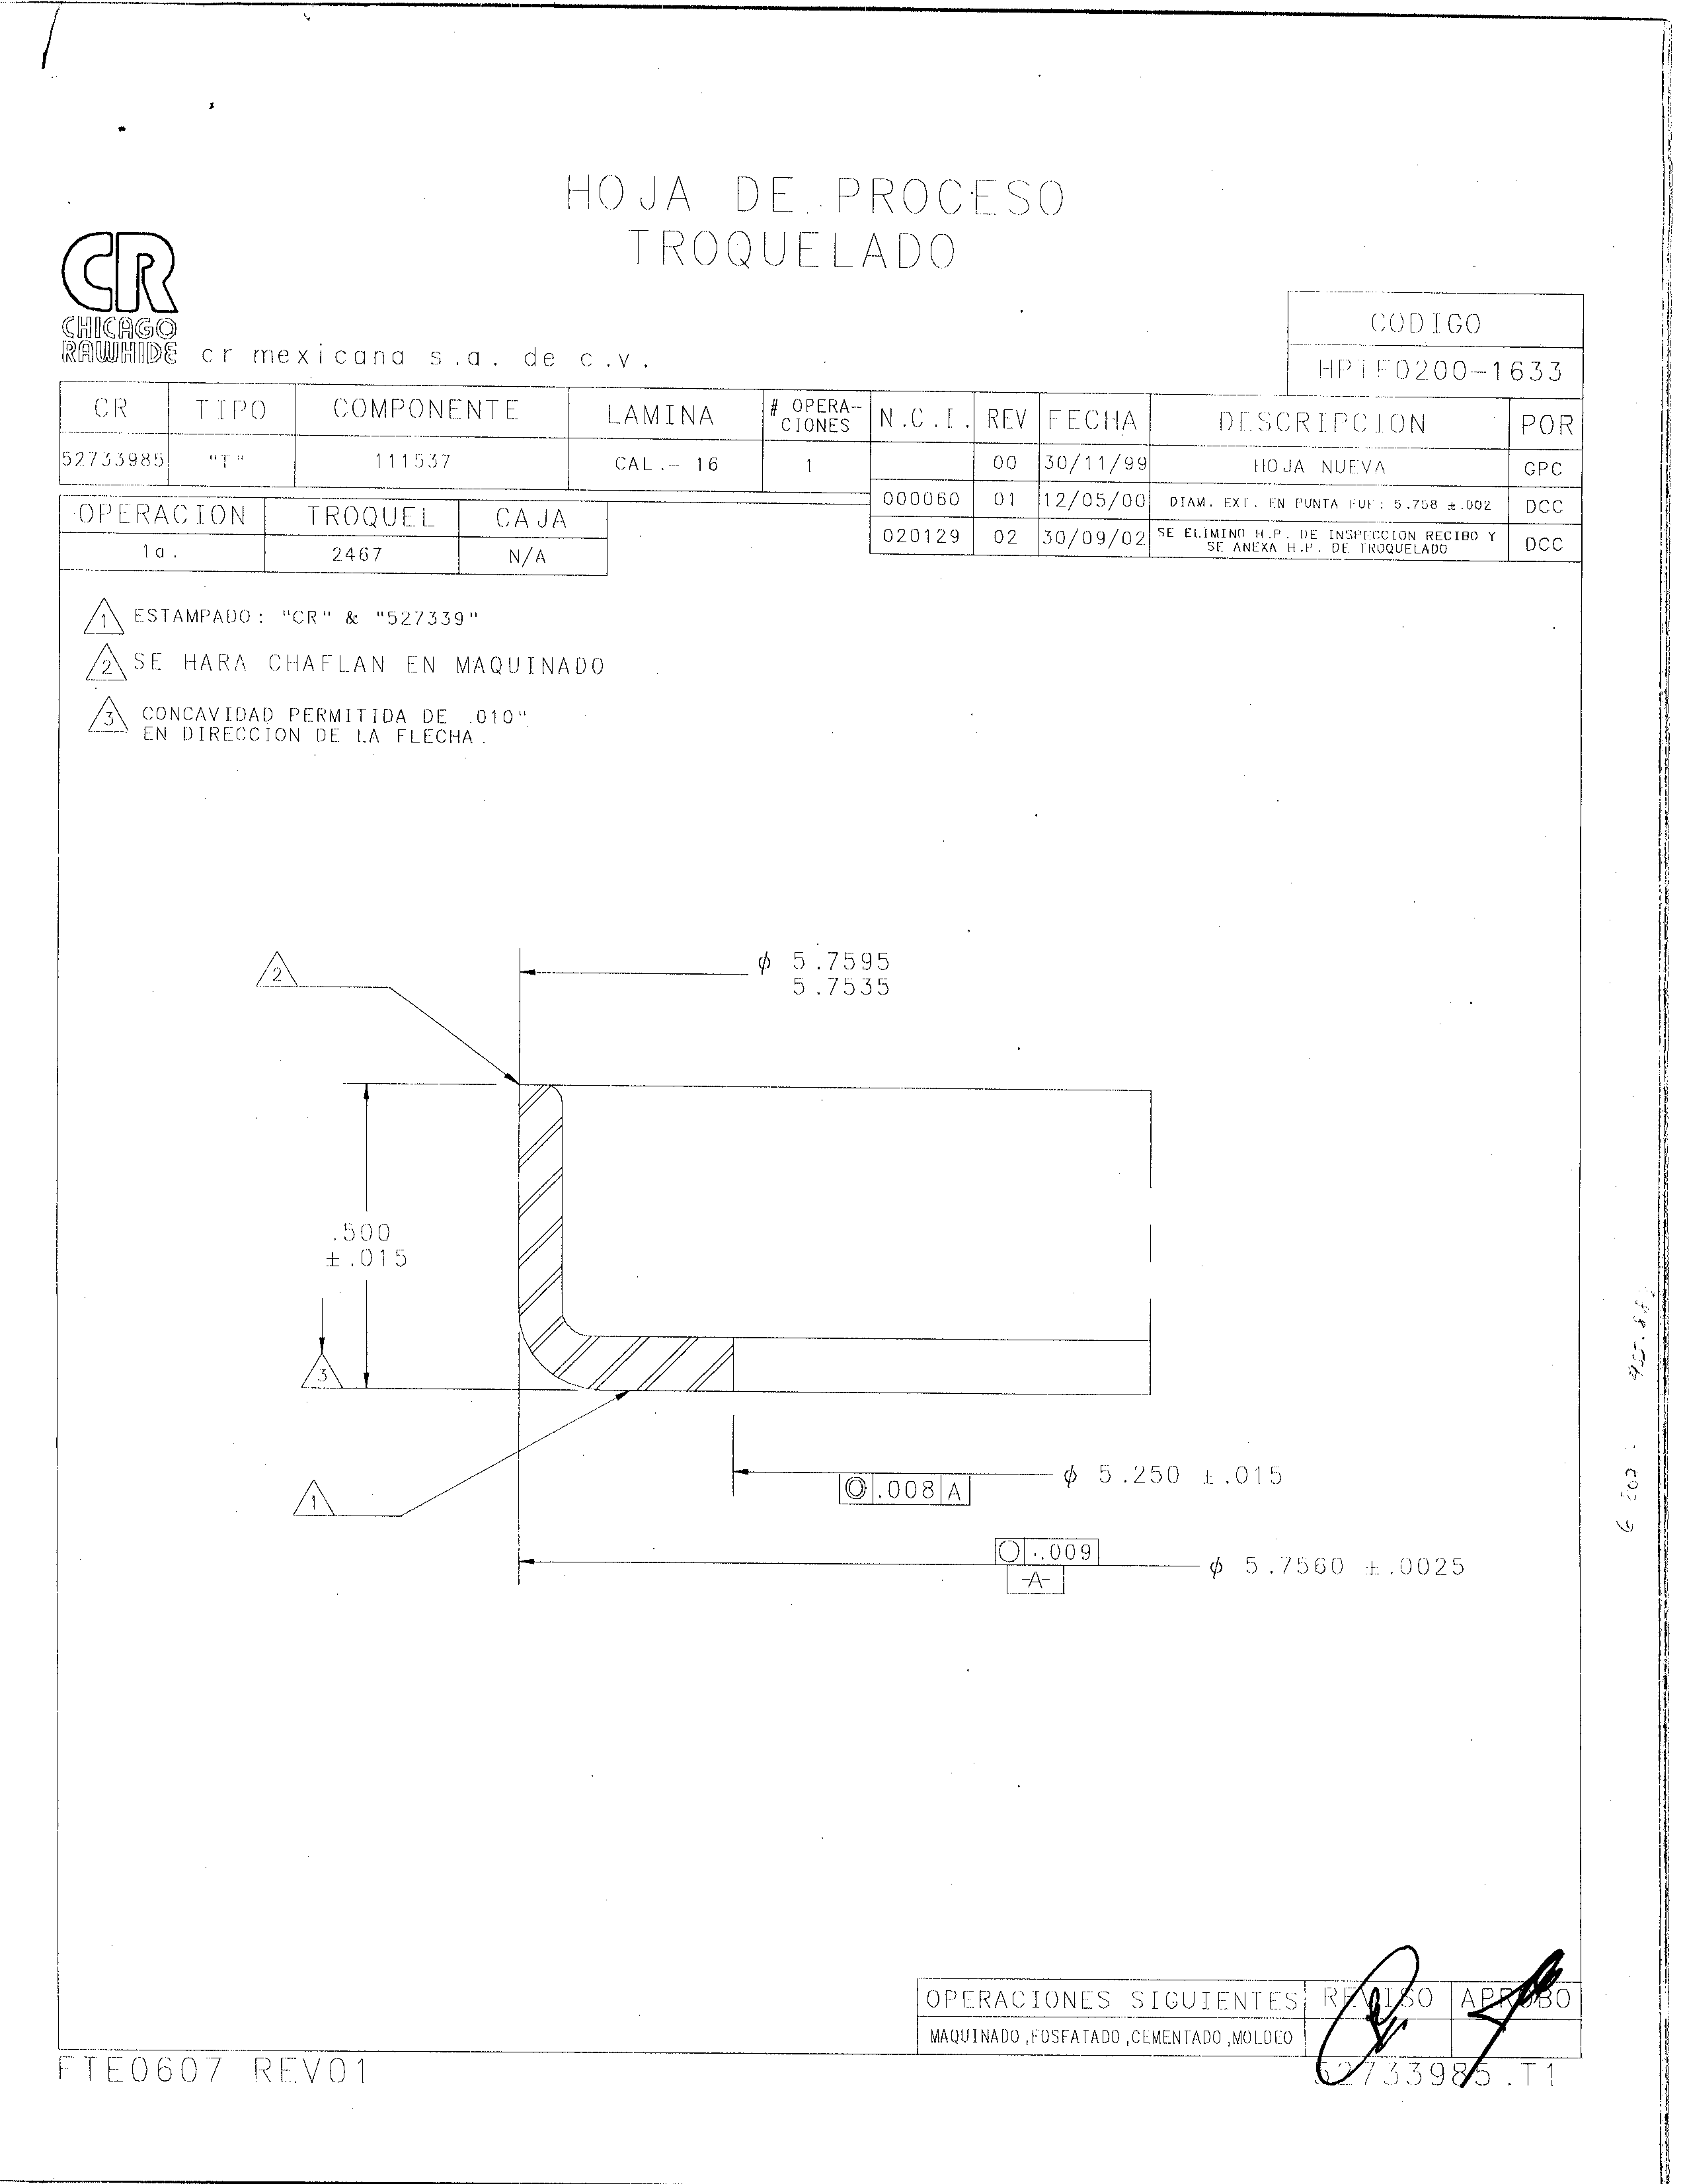 HOJA DE PROCESO
TROQUELADO
CR
CHICAGO
RAWHIDE
cr mexicana s.a. de c.v.
CODIGO
HPTF0200-1633
CR TIPO COMPONENTE LAMINA # OPERA-CIONES N.C.I. REV FECHA DESCRIPCION POR
52733985 "T" 111537 CAL.- 16 1 00 30/11/99 HOJA NUEVA GPC
000060 01 12/05/00 DIAM. EXT. EN PUNTA FUE: 5.758 ±.002 DCC
020129 02 30/09/02 SE ELIMINO H.P. DE INSPECCION RECIBO Y
SE ANEXA H.P. DE TROQUELADO DCC
OPERACION TROQUEL CAJA
1a. 2467 N/A
1 ESTAMPADO: "CR" & "527339"
2 SE HARA CHAFLAN EN MAQUINADO
3 CONCAVIDAD PERMITIDA DE .010"
EN DIRECCION DE LA FLECHA.
2
ϕ 5.7595
5.7535
.500
±.015
3
1
ϕ 5.250 ±.015
◎ .008 A
○ .009
-A-
ϕ 5.7560 ±.0025
OPERACIONES SIGUIENTES REVISO APROBO
MAQUINADO,FOSFATADO,CEMENTADO,MOLDEO
FTE0607 REV01
52733985.T1